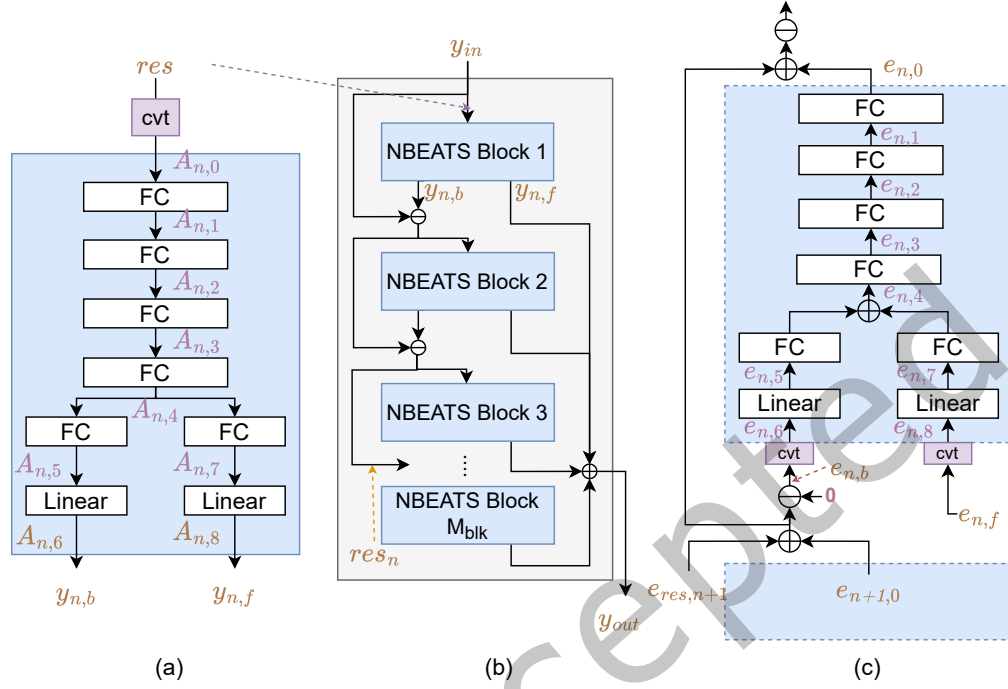 res
cvt
A_{n,0}
FC
A_{n,1}
FC
A_{n,2}
FC
A_{n,3}
FC
A_{n,4}
FC
FC
A_{n,5}
A_{n,7}
Linear
Linear
A_{n,6}
A_{n,8}
y_{n,b}
y_{n,f}
(a)
y_{in}
NBEATS Block 1
y_{n,b}
y_{n,f}
NBEATS Block 2
NBEATS Block 3
....
NBEATS Block
M_{blk}
res_n
y_{out}
(b)
e_{n,0}
FC
e_{n,1}
FC
e_{n,2}
FC
e_{n,3}
FC
e_{n,4}
FC
FC
e_{n,5}
e_{n,7}
Linear
Linear
e_{n,6}
e_{n,8}
cvt
cvt
e_{n,b}
0
e_{n,f}
e_{res,n+1}
e_{n+1,0}
(c)
cepted